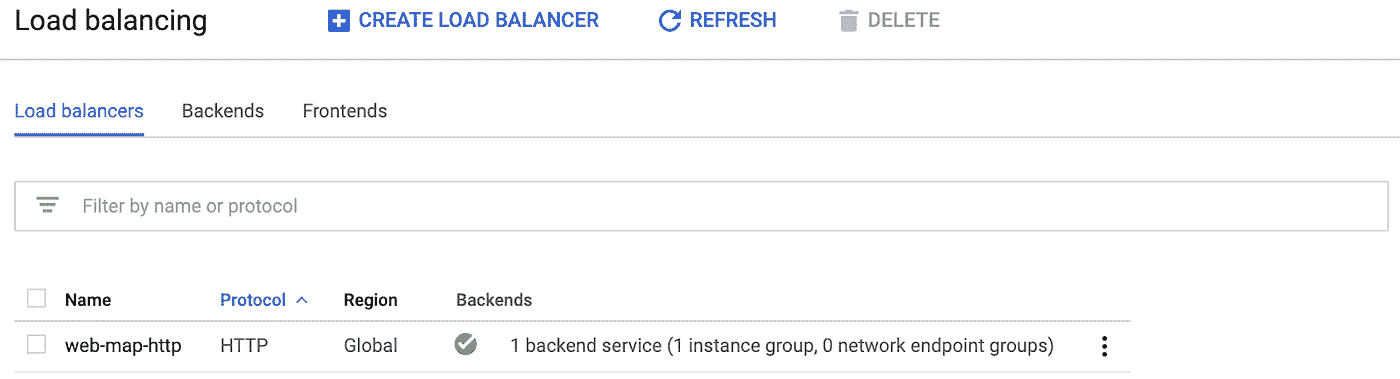 Load balancing CREATE LOAD BALANCER REFRESH DELETE
Load balancers Backends Frontends
Filter by name or protocol
Name Protocol Region Backends
web-map-http HTTP Global 1 backend service (1 instance group, 0 network endpoint groups)